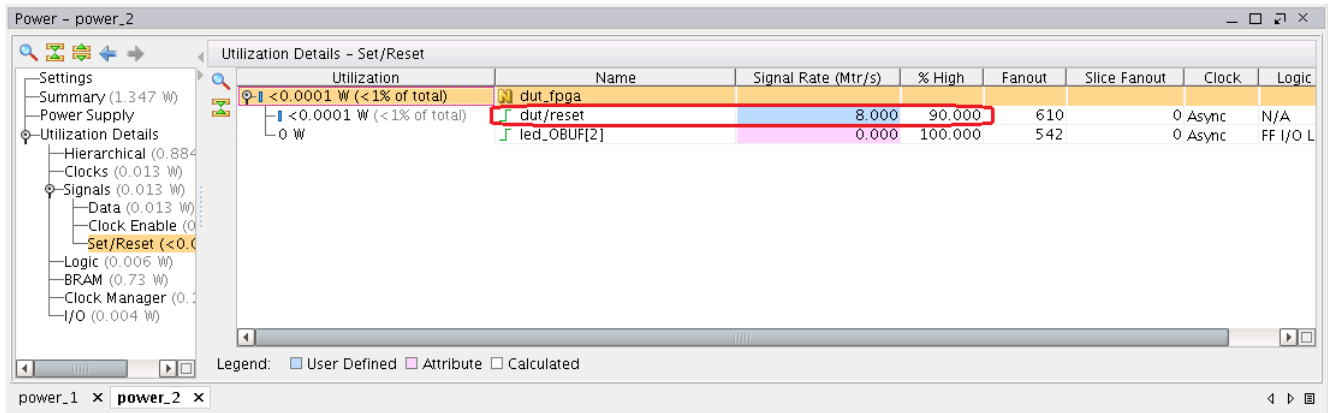 Power - power_2
Utilization Details - Set/Reset
Settings
Summary (1.347 W)
Power Supply
Utilization Details
Hierarchical (0.884
Clocks (0.013 W)
Signals (0.013 W)
Data (0.013 W)
Clock Enable (0
Set/Reset (<0.0
Logic (0.006 W)
BRAM (0.73 W)
Clock Manager (0.1
I/O (0.004 W)
Utilization Name Signal Rate (Mtr/s) % High Fanout Slice Fanout Clock Logic
<0.0001 W (<1% of total) dut_fpga
<0.0001 W (<1% of total) dut/reset 8.000 90.000 610 0 Async N/A
0 W led_OBUF[2] 0.000 100.000 542 0 Async FF I/O L
Legend: User Defined Attribute Calculated
power_1 power_2